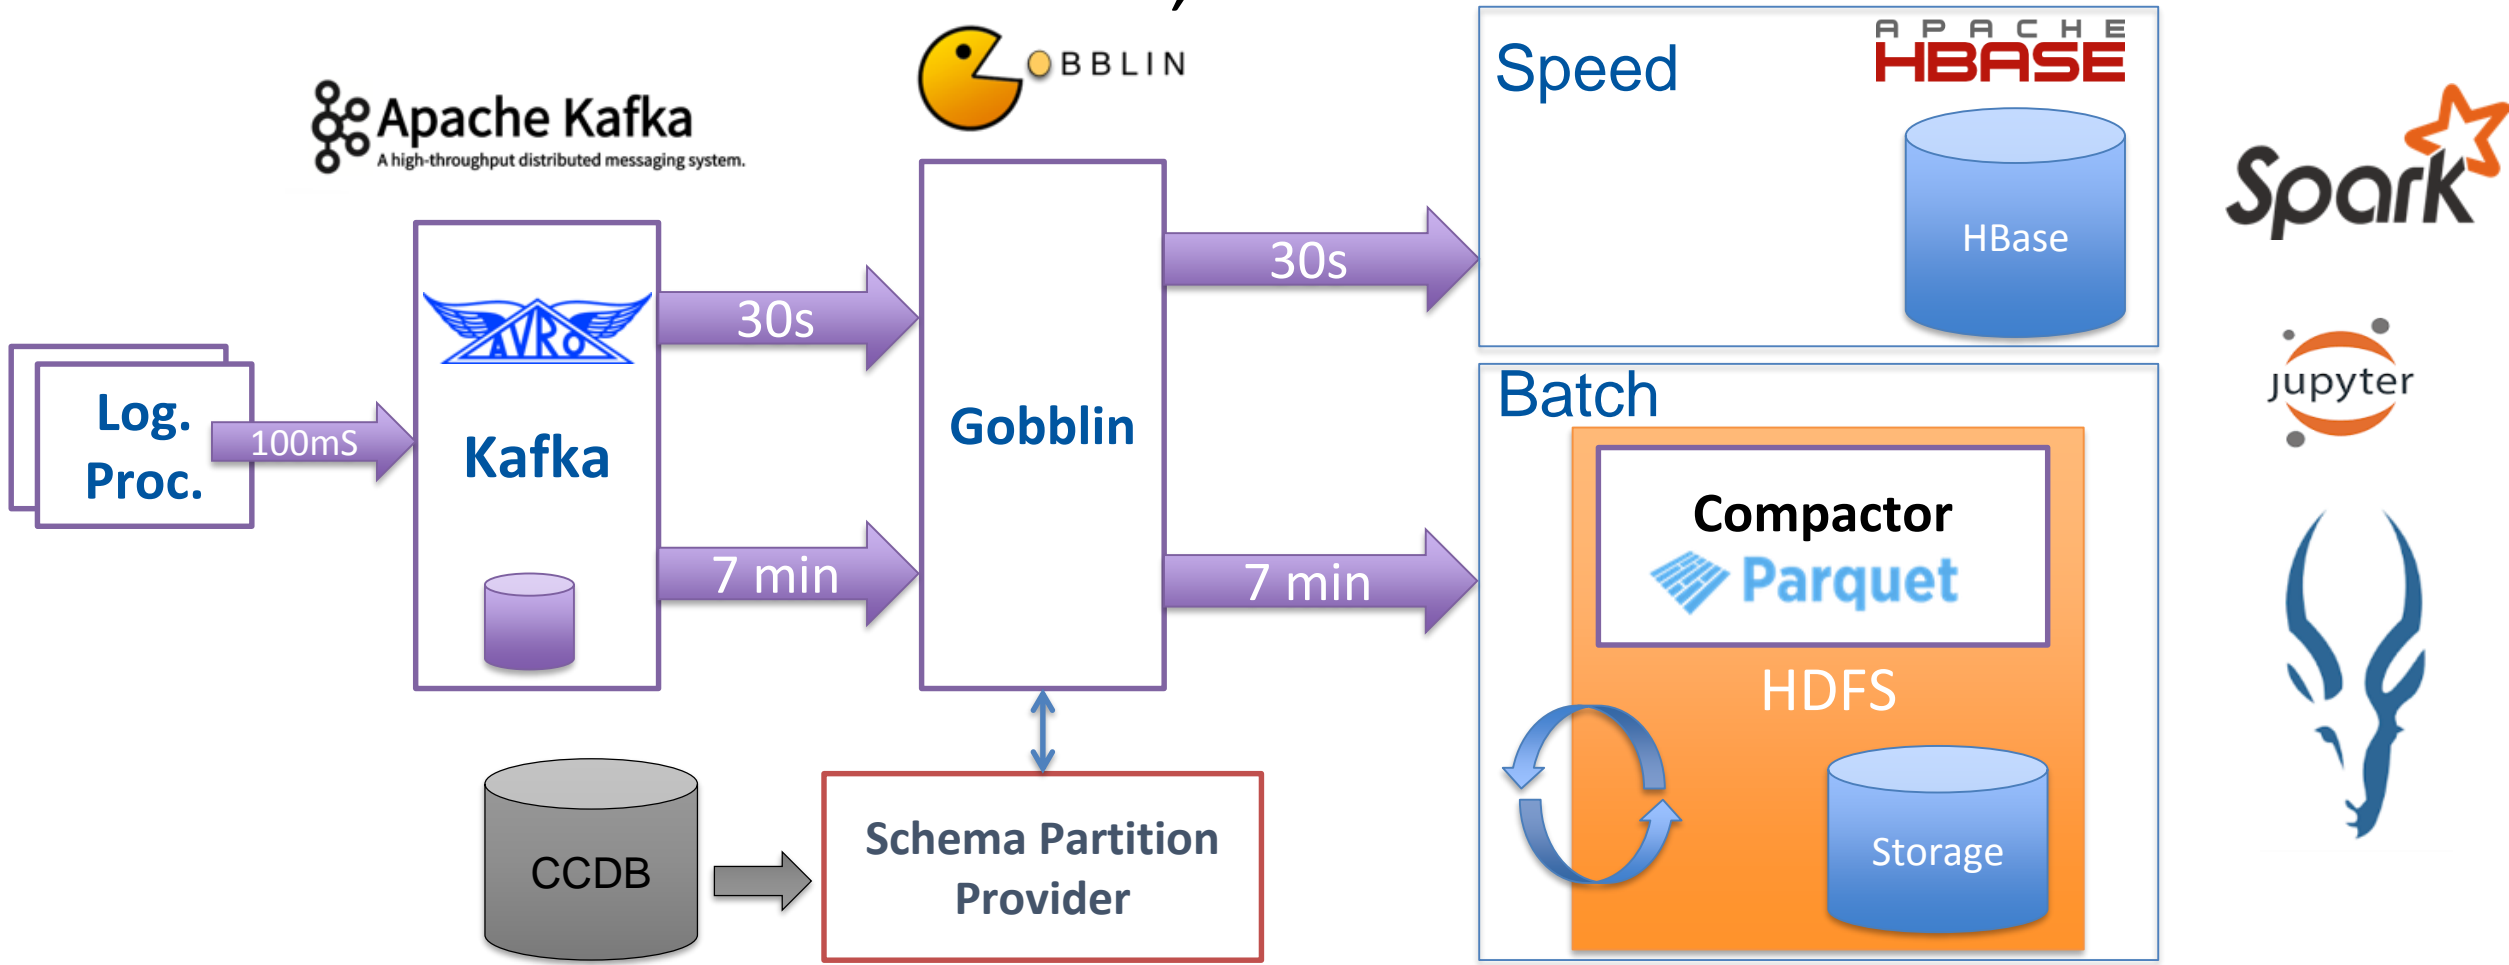 Apache Kafka
A high-throughput distributed messaging system.
BBLIN
Speed
APACHE
HBASE
HBase
Spark
Log.
Proc.
100mS
AVRO
Kafka
30s
7 min
Gobblin
30s
7 min
Batch
Compactor
Parquet
HDFS
Storage
jupyter
CCDB
Schema Partition
Provider